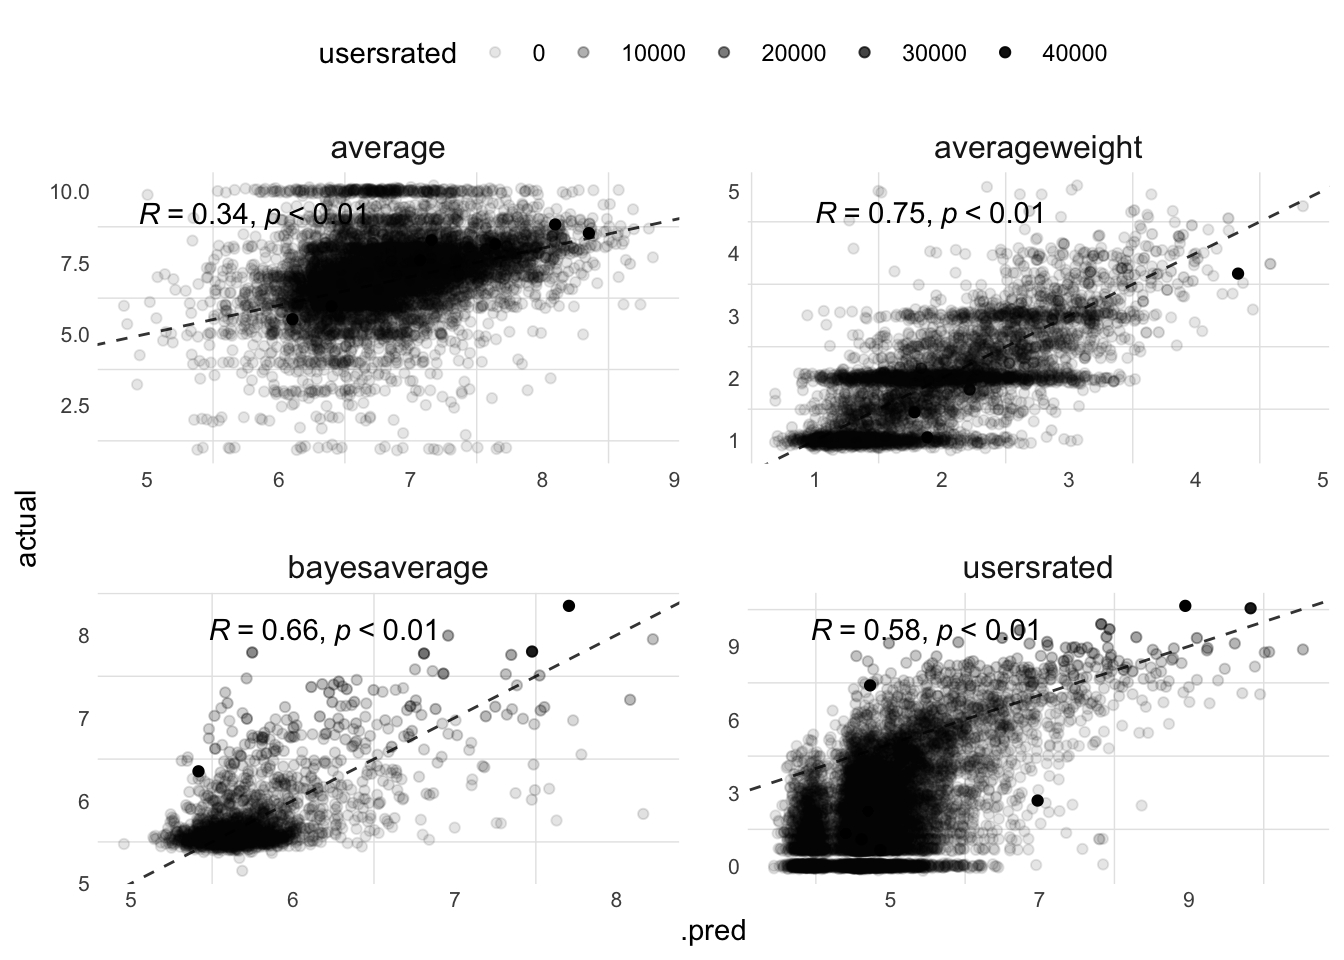 usersrated 0 10000 20000 30000 40000
average
10.0
7.5
5.0
2.5
R = 0.34, p < 0.01
5 6 7 8 9
averageweight
5
4
3
2
1
R = 0.75, p < 0.01
1 2 3 4 5
actual
bayesaverage
8
7
6
5
R = 0.66, p < 0.01
5 6 7 8
usersrated
9
6
3
0
R = 0.58, p < 0.01
5 7 9
.pred